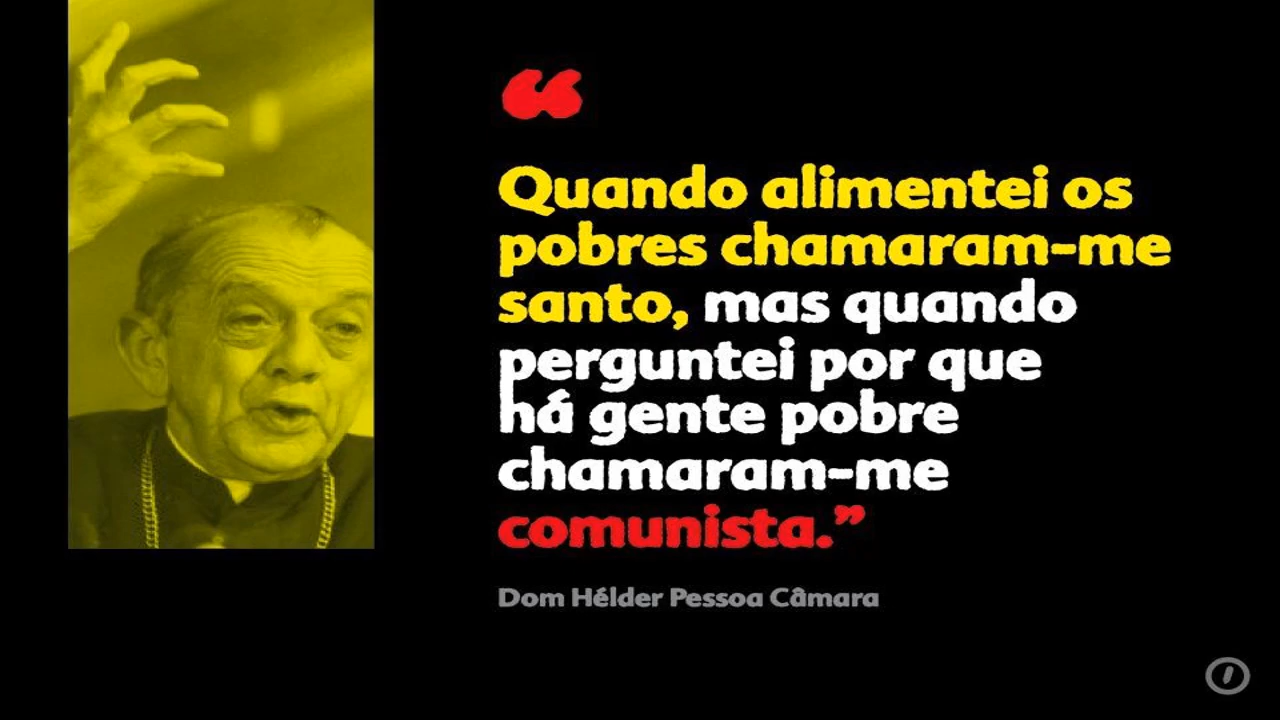 “
Quando alimentei os
pobres chamaram-me
santo, mas quando
perguntei por que
há gente pobre
chamaram-me
comunista.”
Dom Hélder Pessoa Câmara